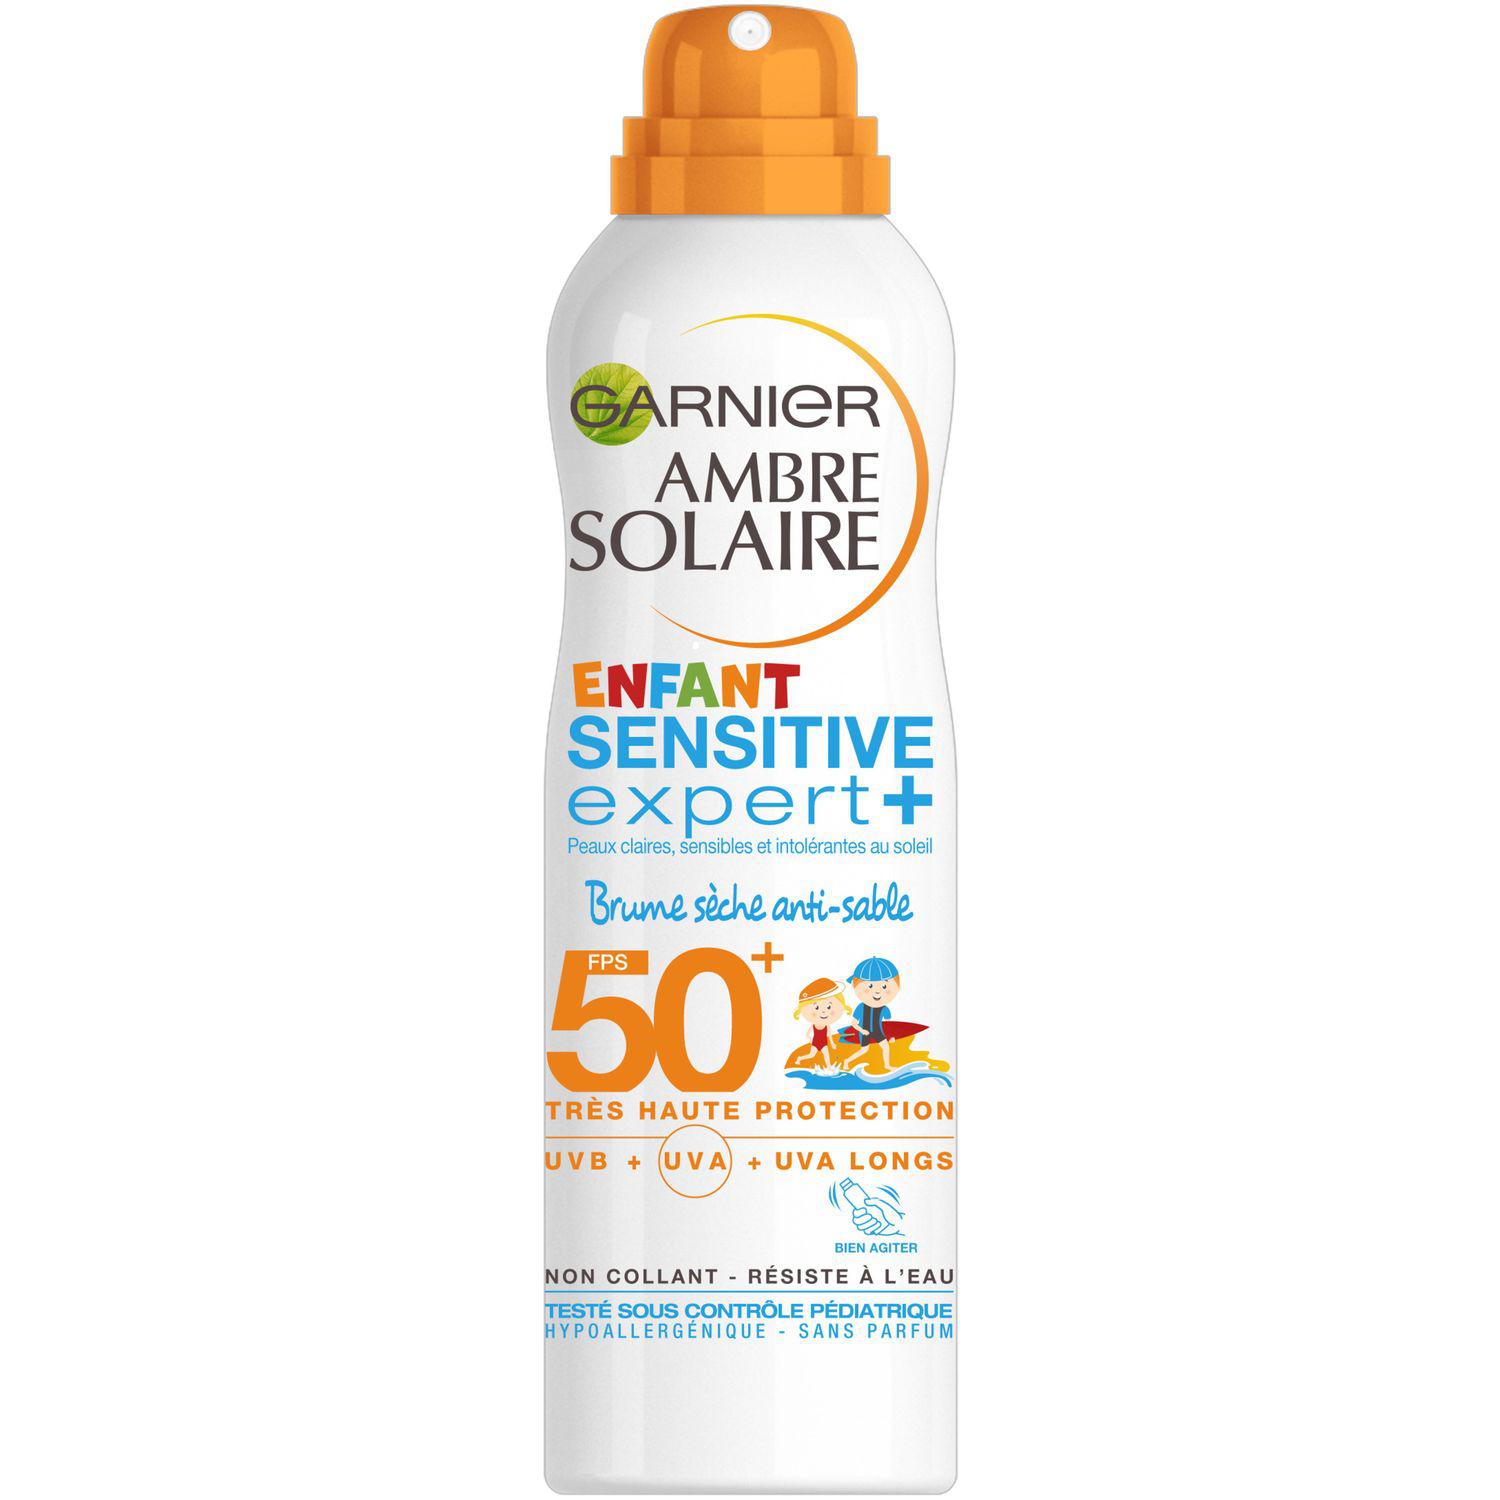 GARNIER
AMBRE
SOLAIRE
ENFANT
SENSITIVE
expert+
Peaux claires, sensibles et intolérantes au soleil
Brume sèche anti-sable
FPS
50+
TRÈS HAUTE PROTECTION
UVB + UVA + UVA LONGS
BIEN AGITER
NON COLLANT - RÉSISTE À L'EAU
TESTÉ SOUS CONTRÔLE PÉDIATRIQUE
HYPOALLERGÉNIQUE - SANS PARFUM